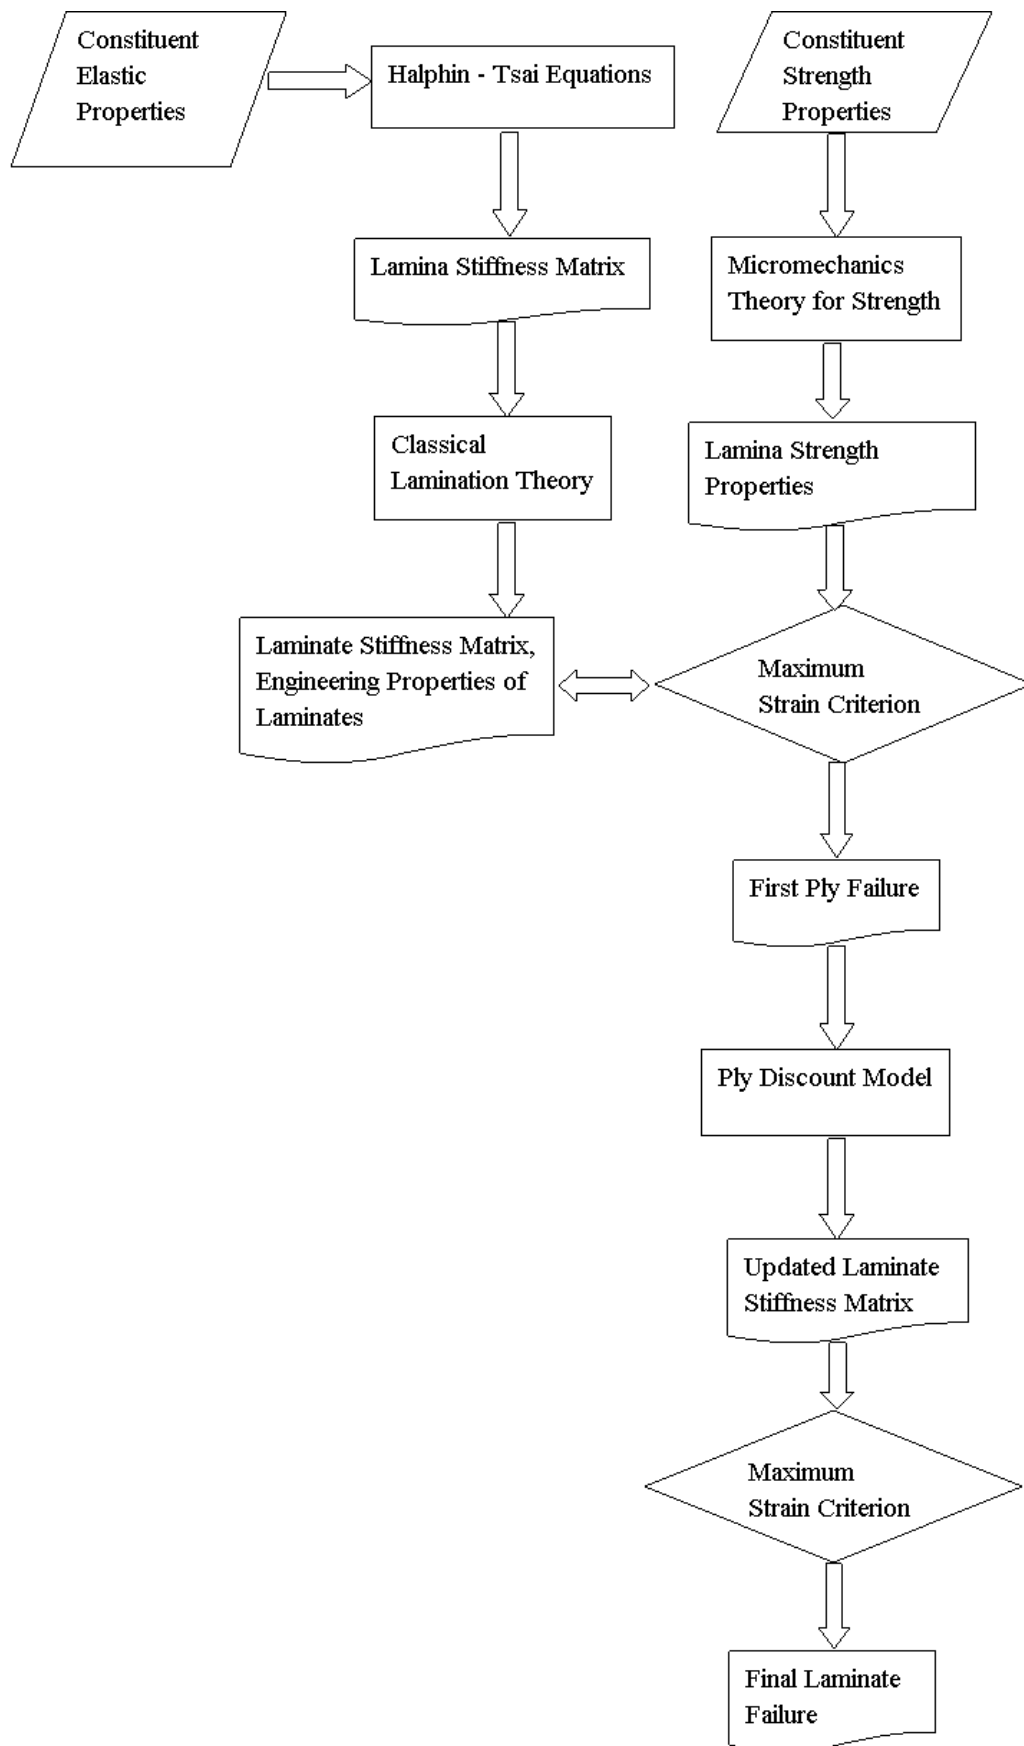 Constituent
Elastic
Properties
Halphin - Tsai Equations
Constituent
Strength
Properties
Lamina Stiffness Matrix
Micromechanics
Theory for Strength
Classical
Lamination Theory
Lamina Strength
Properties
Laminate Stiffness Matrix,
Engineering Properties of
Laminates
Maximum
Strain Criterion
First Ply Failure
Ply Discount Model
Updated Laminate
Stiffness Matrix
Maximum
Strain Criterion
Final Laminate
Failure